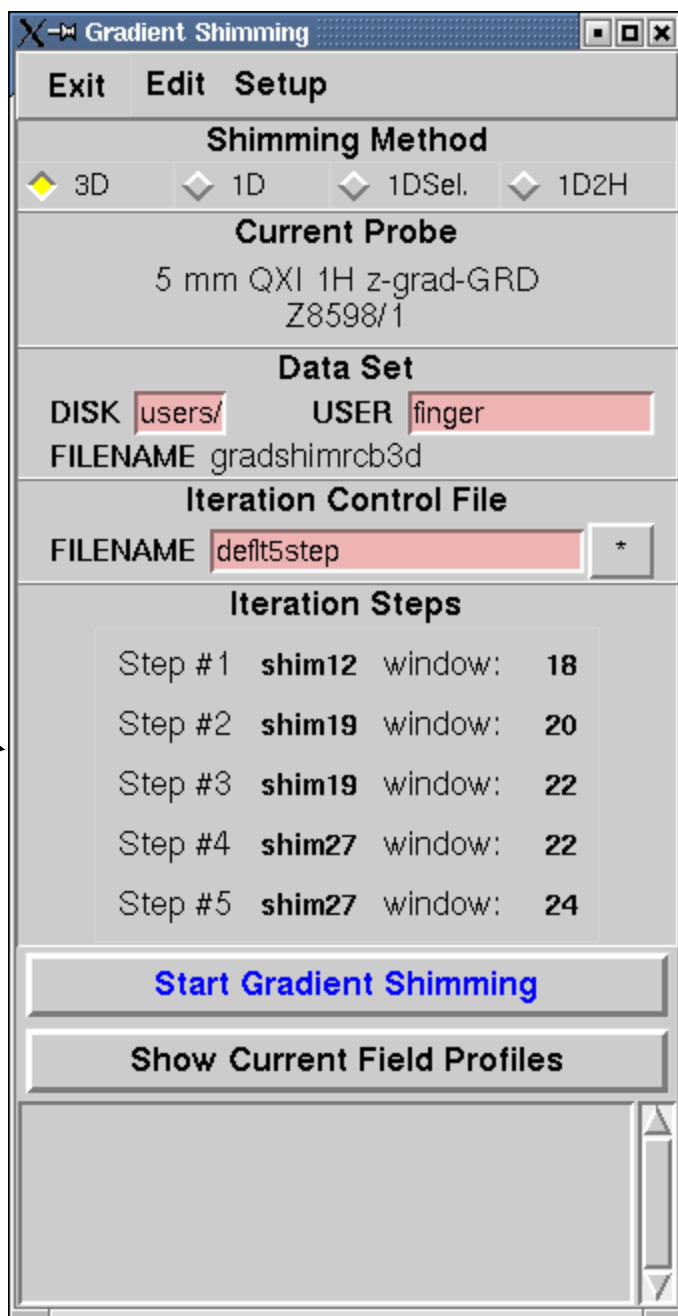 Gradient Shimming
Exit Edit Setup
Shimming Method
3D 1D 1DSel. 1D2H
Current Probe
5 mm QXI 1H z-grad-GRD
Z8598/1
Data Set
DISK users/ USER finger
FILENAME gradshimrcb3d
Iteration Control File
FILENAME deflt5step *
Iteration Steps
Step #1 shim12 window: 18
Step #2 shim19 window: 20
Step #3 shim19 window: 22
Step #4 shim27 window: 22
Step #5 shim27 window: 24
Start Gradient Shimming
Show Current Field Profiles